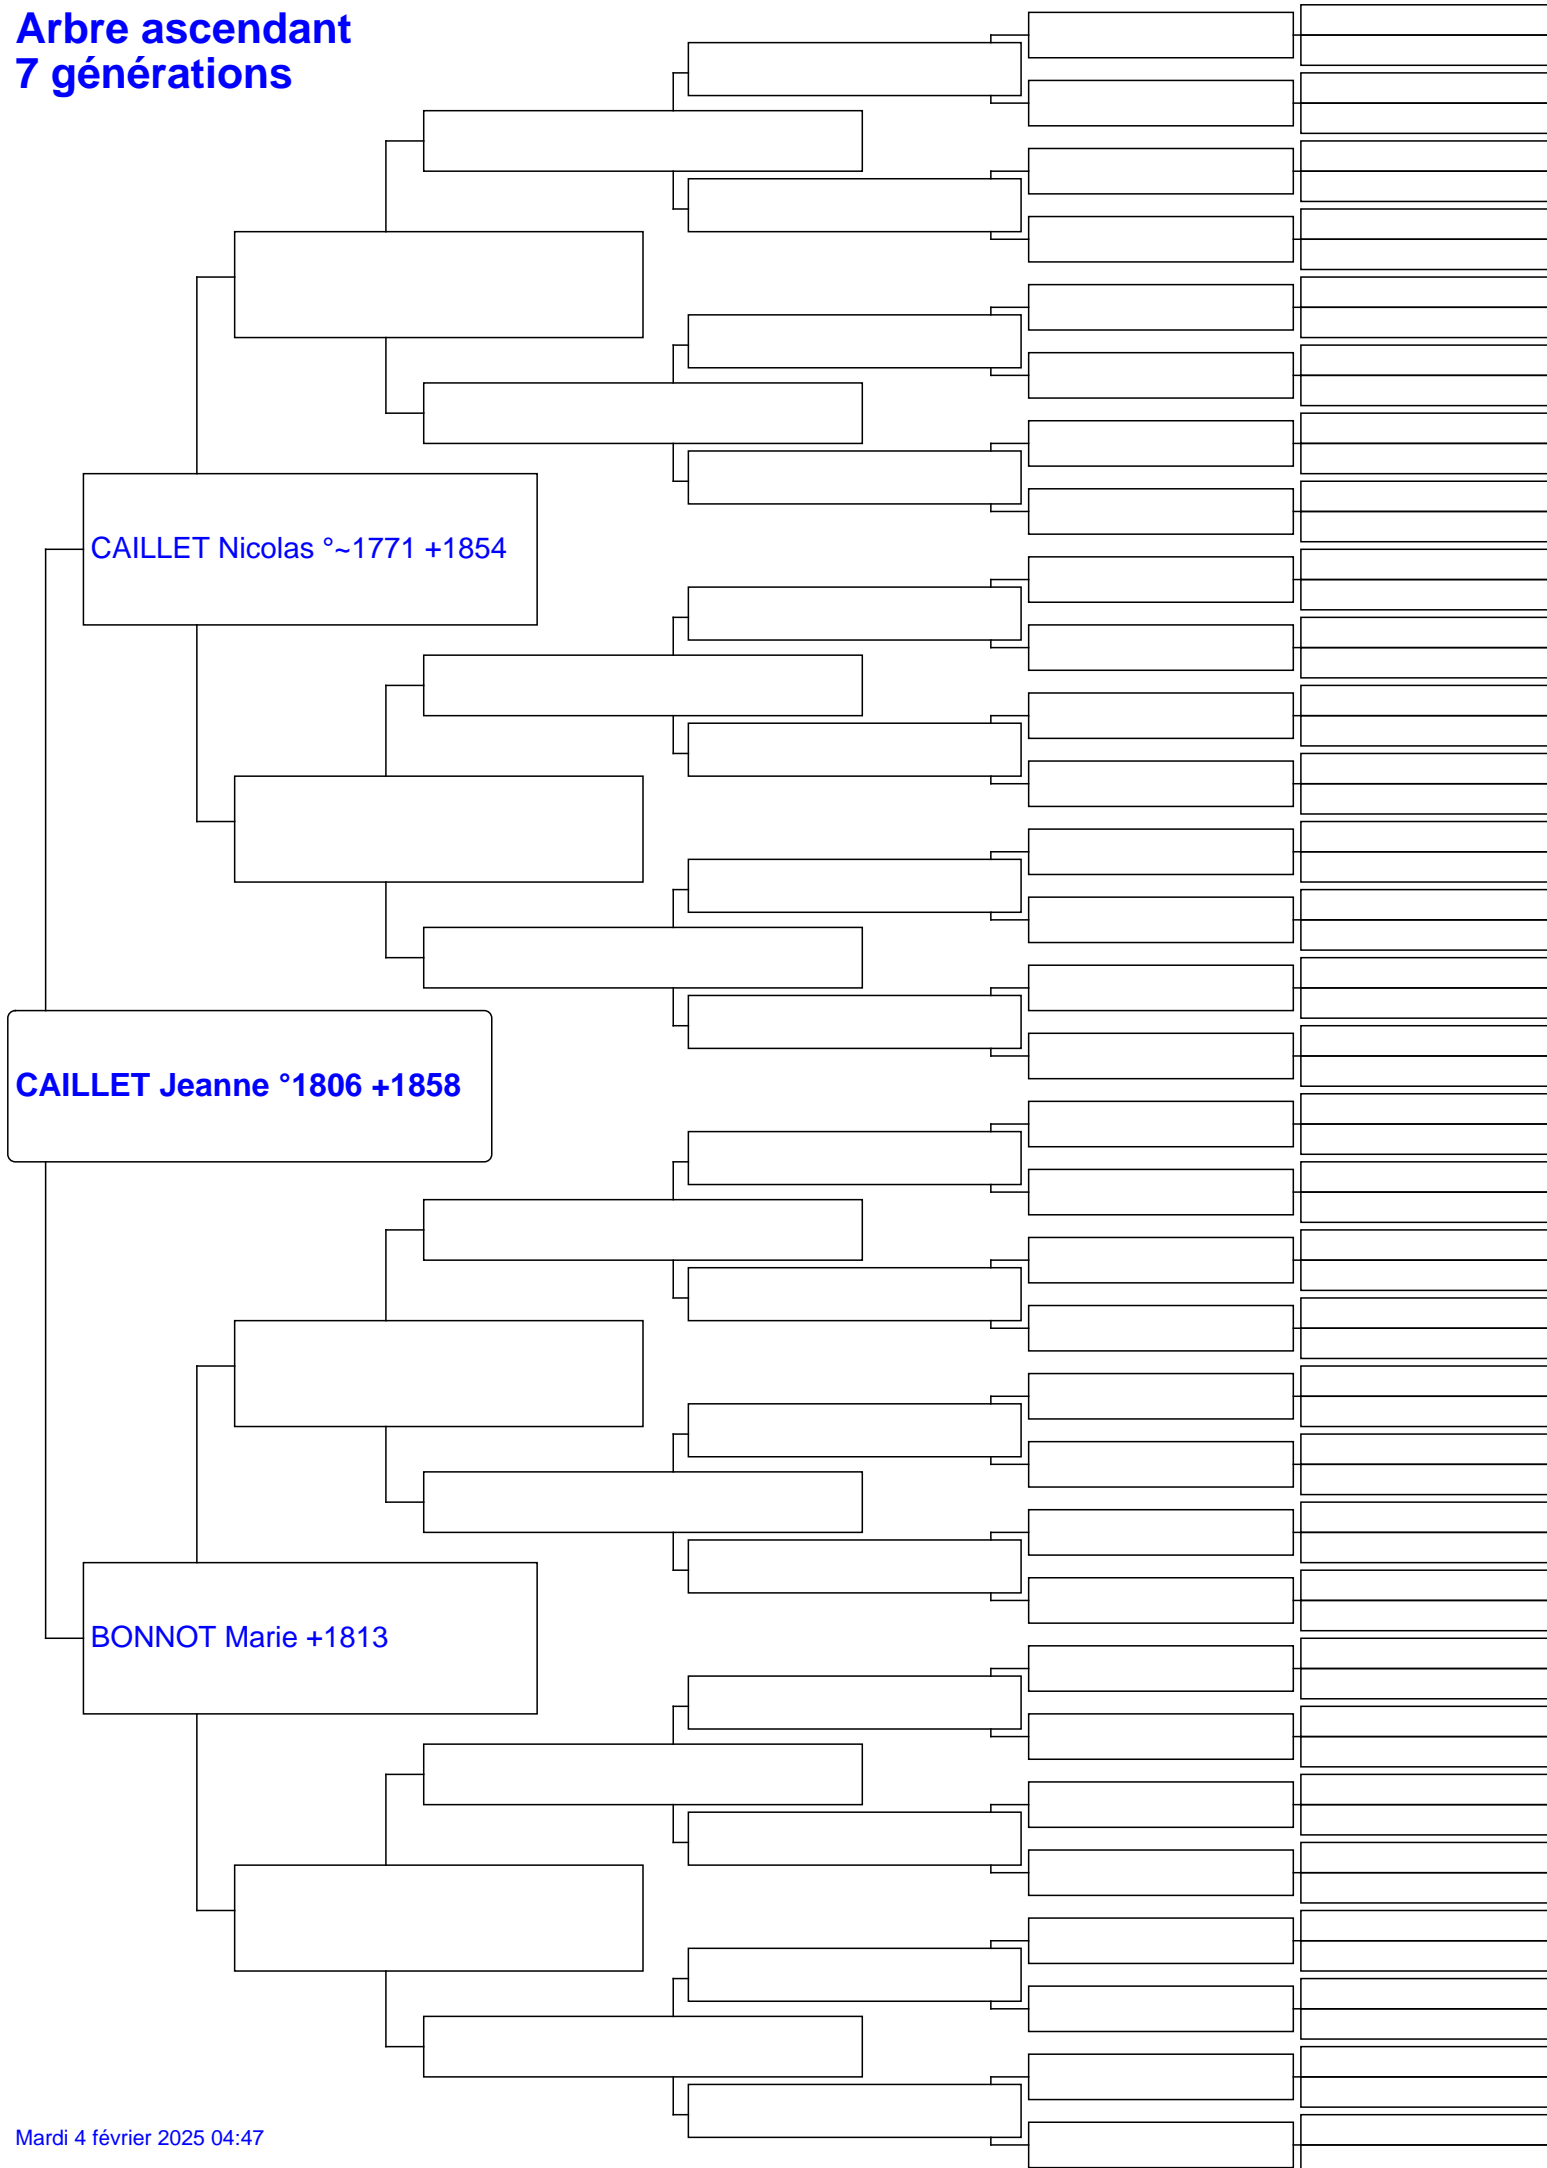 Arbre ascendant
7 générations
CAILLET Nicolas °~1771 +1854
CAILLET Jeanne °1806 +1858
BONNOT Marie +1813
Mardi 4 février 2025 04:47